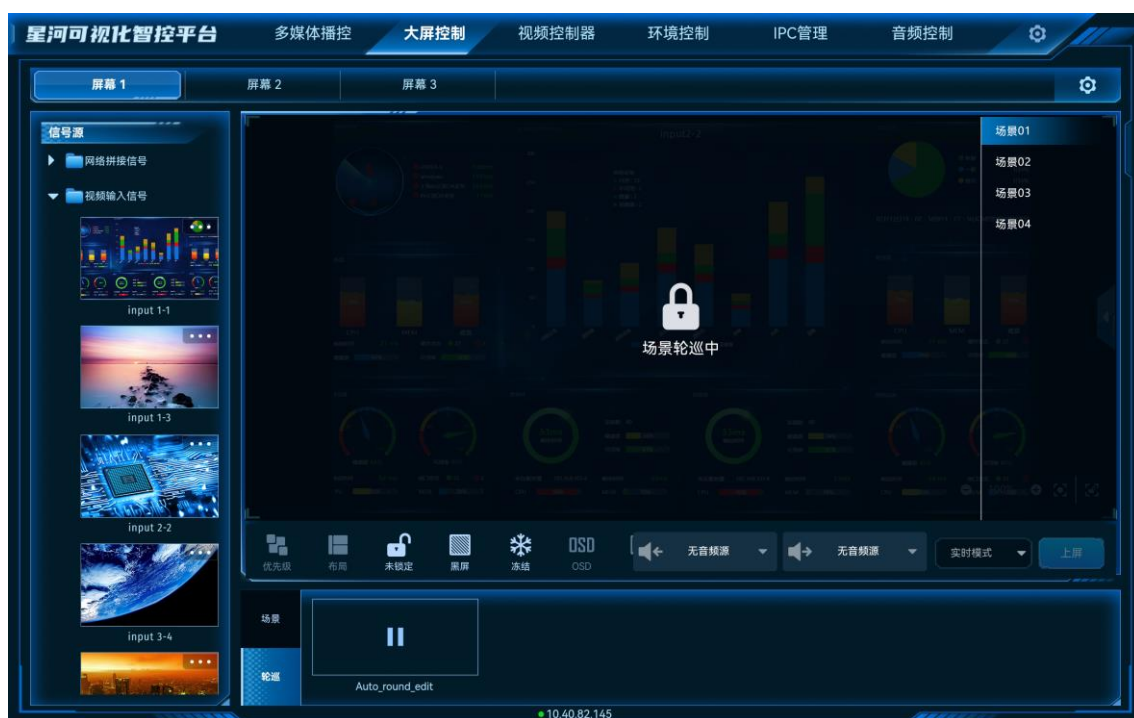 星河可视化智控平台
多媒体播控
大屏控制
视频控制器
环境控制
IPC管理
音频控制
屏幕 1
屏幕 2
屏幕 3
信号源
网络拼接信号
视频输入信号
input 1-1
input 1-3
input 2-2
input 3-4
input2-2
场景轮巡中
场景01
场景02
场景03
场景04
优先级
布局
未锁定
黑屏
冻结
OSD
OSD
无音频源
无音频源
实时模式
上屏
场景
轮巡
Auto_round_edit
10.40.82.145